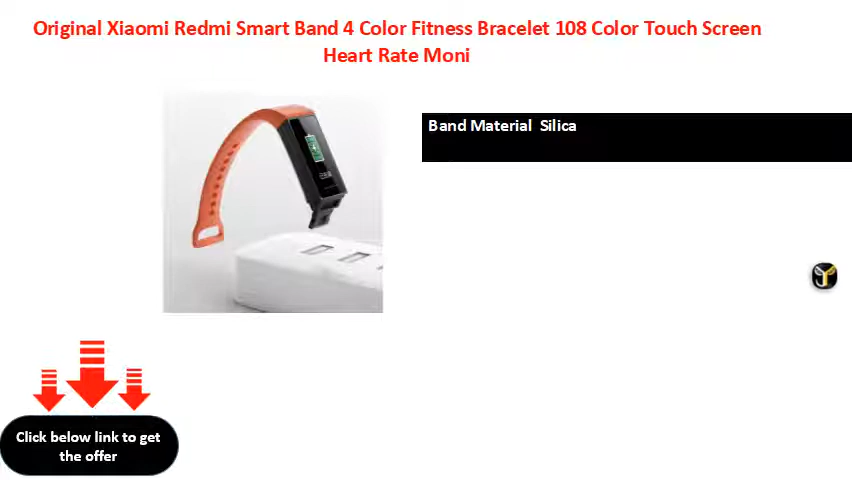 Original Xiaomi Redmi Smart Band 4 Color Fitness Bracelet 108 Color Touch Screen
Heart Rate Moni
Band Material Silica
Click below link to get
the offer